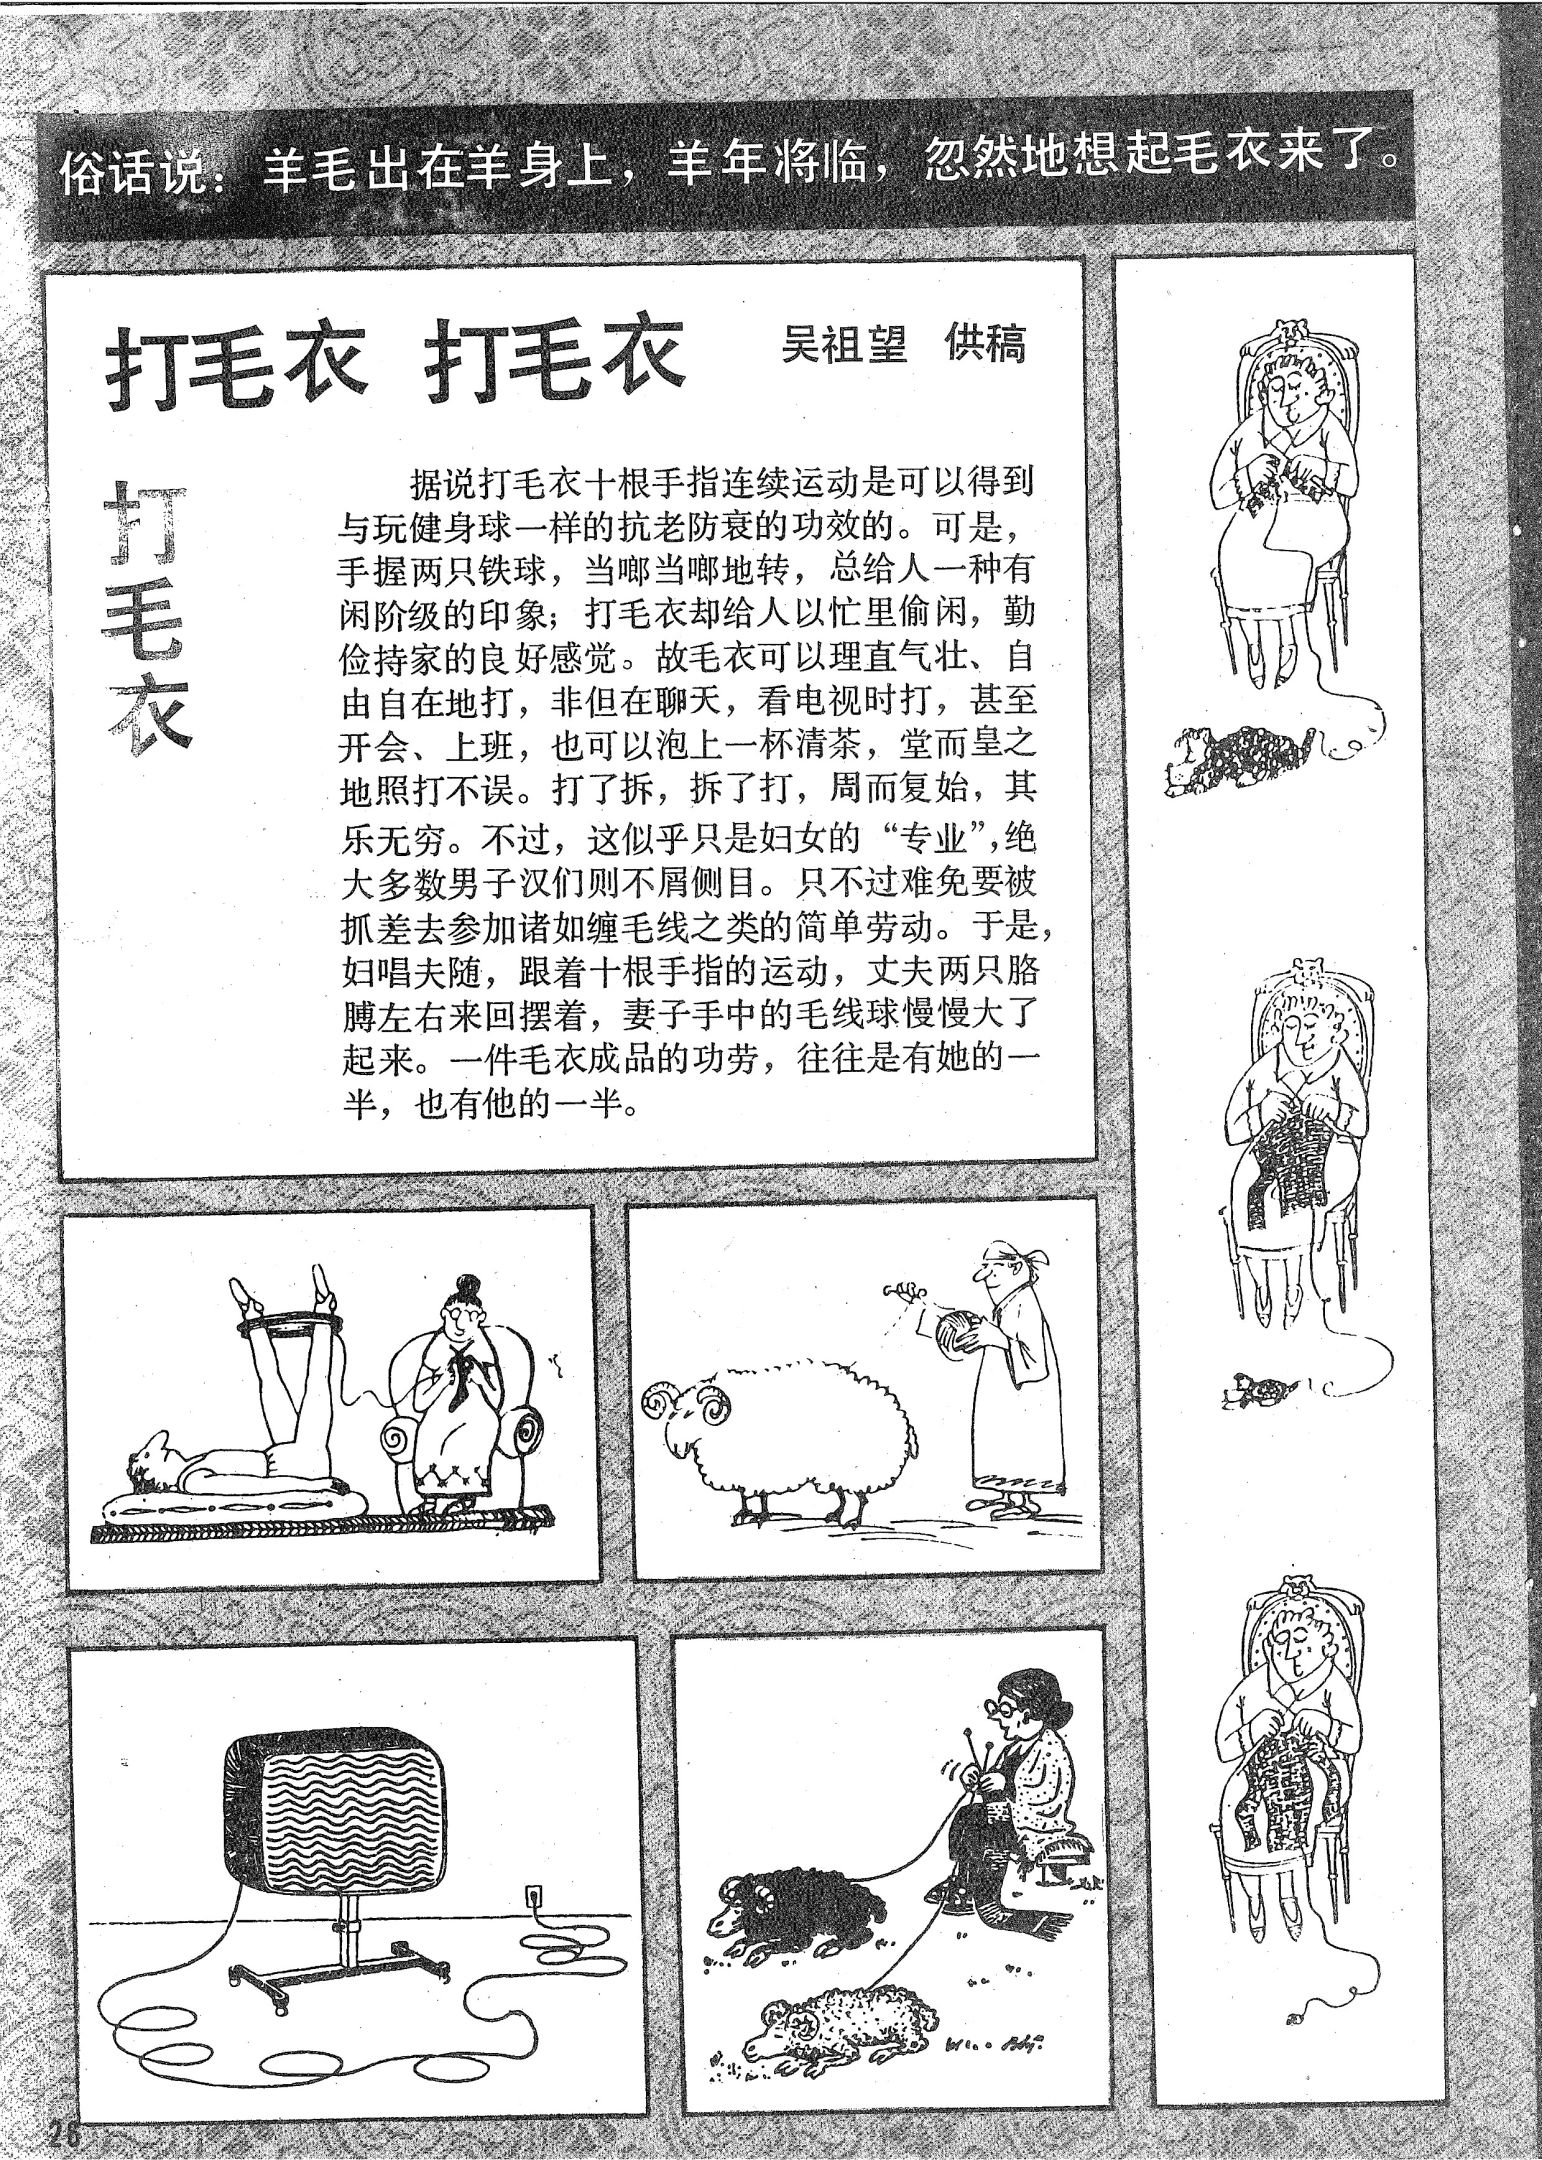 俗话说：羊毛出在羊身上，羊年将临，忽然地想起毛衣来了。
打毛衣 打毛衣
吴祖望 供稿
打毛衣
据说打毛衣十根手指连续运动是可以得到
与玩健身球一样的抗老防衰的功效的。可是，
手握两只铁球，当啷当啷地转，总给人一种有
闲阶级的印象；打毛衣却给人以忙里偷闲，勤
俭持家的良好感觉。故毛衣可以理直气壮、自
由自在地打，非但在聊天，看电视时打，甚至
开会、上班，也可以泡上一杯清茶，堂而皇之
地照打不误。打了拆，拆了打，周而复始，其
乐无穷。不过，这似乎只是妇女的“专业”，绝
大多数男子汉们则不屑侧目。只不过难免要被
抓差去参加诸如缠毛线之类的简单劳动。于是，
妇唱夫随，跟着十根手指的运动，丈夫两只胳
膊左右来回摆着，妻子手中的毛线球慢慢大了
起来。一件毛衣成品的功劳，往往是有她的一
半，也有他的一半。
26